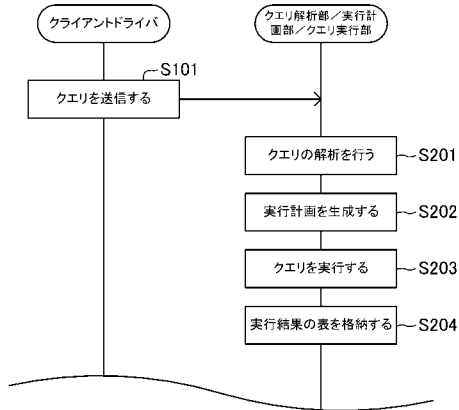 クライアントドライバ
クエリ解析部／実行計
画部／クエリ実行部
S101
クエリを送信する
クエリの解析を行う
S201
実行計画を生成する
S202
クエリを実行する
S203
実行結果の表を格納する
S204